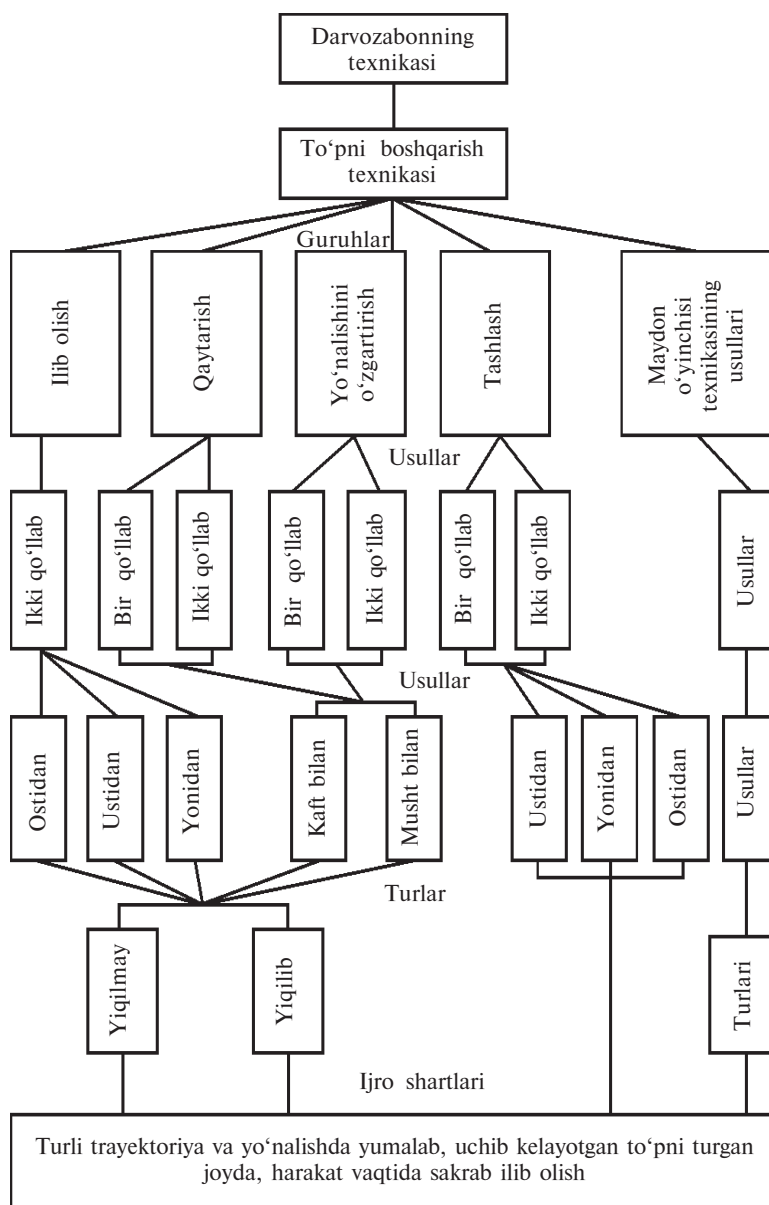 Darvozabonning
texnikasi
To‘pni boshqarish
texnikasi
Guruhlar
Ilib olish
Qaytarish
Yo‘nalishini
o‘zgartirish
Tashlash
Maydon
o‘yinchisi
texnikasining
usullari
Usullar
Ikki qo‘llab
Bir qo‘llab
Ikki qo‘llab
Bir qo‘llab
Ikki qo‘llab
Bir qo‘llab
Ikki qo‘llab
Usullar
Usullar
Ostidan
Ustidan
Yonidan
Kaft bilan
Musht bilan
Ustidan
Yonidan
Ostidan
Usullar
Turlar
Yiqilmay
Yiqilib
Turlari
Ijro shartlari
Turli trayektoriya va yo‘nalishda yumalab, uchib kelayotgan to‘pni turgan
joyda, harakat vaqtida sakrab ilib olish